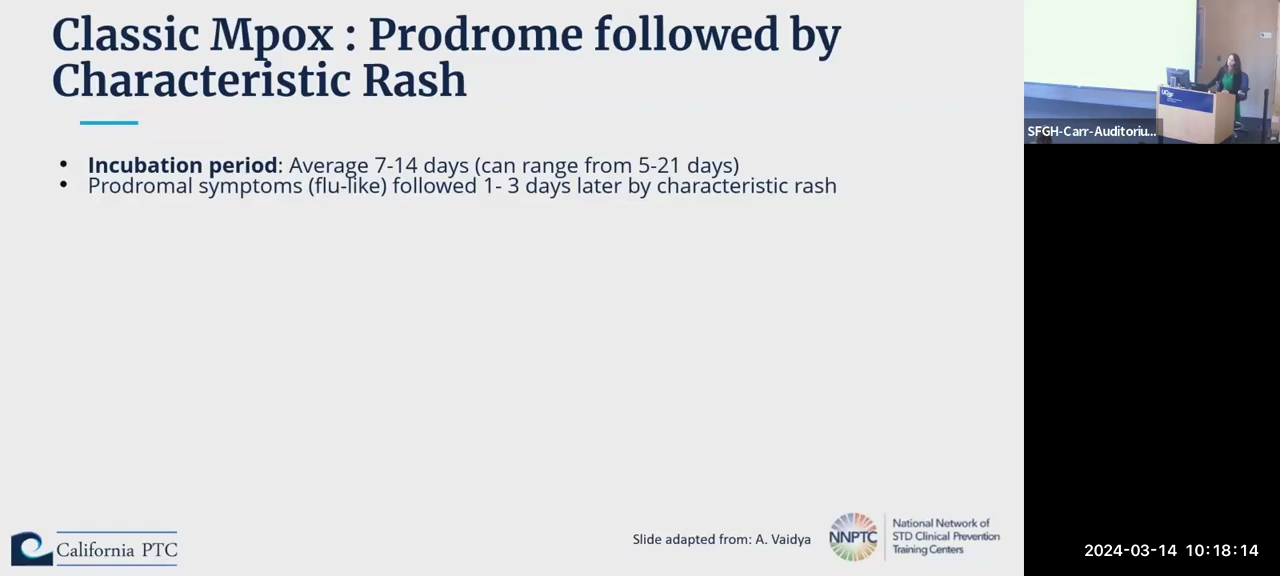 Classic Mpox : Prodrome followed by
Characteristic Rash
• Incubation period: Average 7-14 days (can range from 5-21 days)
• Prodromal symptoms (flu-like) followed 1- 3 days later by characteristic rash
California PTC
Slide adapted from: A. Vaidya
NNPTC
National Network of
STD Clinical Prevention
Training Centers
UCSF
SFGH-Carr-Auditoriu...
2024-03-14 10:18:14